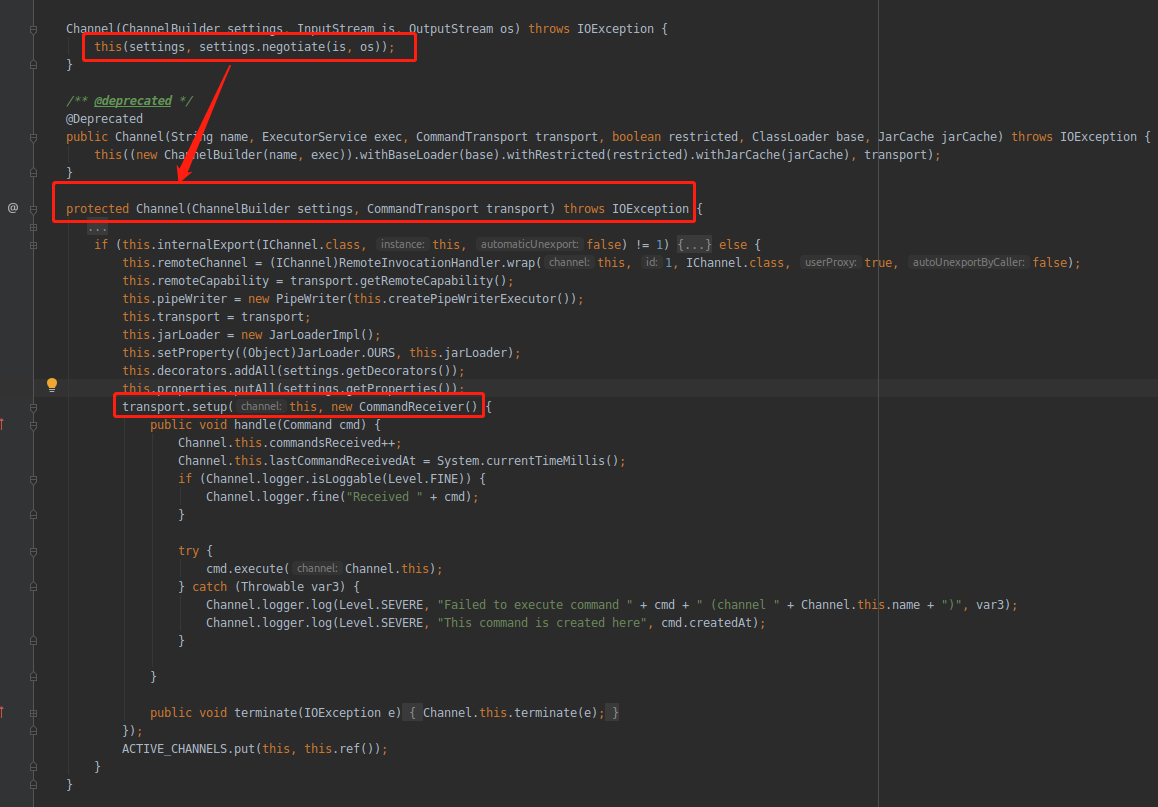 Channel(ChannelBuilder settings, InputStream is, OutputStream os) throws IOException {
this(settings, settings.negotiate(is, os));
}
/** @deprecated */
@Deprecated
public Channel(String name, ExecutorService exec, CommandTransport transport, boolean restricted, ClassLoader base, JarCache jarCache) throws IOException {
this((new ChannelBuilder(name, exec)).withBaseLoader(base).withRestricted(restricted).withJarCache(jarCache), transport);
}
@ protected Channel(ChannelBuilder settings, CommandTransport transport) throws IOException {
...
if (this.internalExport(IChannel.class, instance: this, automaticUnexport: false) != 1) {...} else {
this.remoteChannel = (IChannel)RemoteInvocationHandler.wrap( channel: this, id: 1, IChannel.class, userProxy: true, autoUnexportByCaller: false);
this.remoteCapability = transport.getRemoteCapability();
this.pipeWriter = new PipeWriter(this.createPipeWriterExecutor());
this.transport = transport;
this.jarLoader = new JarLoaderImpl();
this.setProperty((Object)JarLoader.OURS, this.jarLoader);
this.decorators.addAll(settings.getDecorators());
this.properties.putAll(settings.getProperties());
transport.setup( channel: this, new CommandReceiver() {
public void handle(Command cmd) {
Channel.this.commandsReceived++;
Channel.this.lastCommandReceivedAt = System.currentTimeMillis();
if (Channel.logger.isLoggable(Level.FINE)) {
Channel.logger.fine("Received " + cmd);
}
try {
cmd.execute( channel: Channel.this);
} catch (Throwable var3) {
Channel.logger.log(Level.SEVERE, "Failed to execute command " + cmd + " (channel " + Channel.this.name + ")", var3);
Channel.logger.log(Level.SEVERE, "This command is created here", cmd.createdAt);
}
}
public void terminate(IOException e) { Channel.this.terminate(e); }
});
ACTIVE_CHANNELS.put(this, this.ref());
}
}